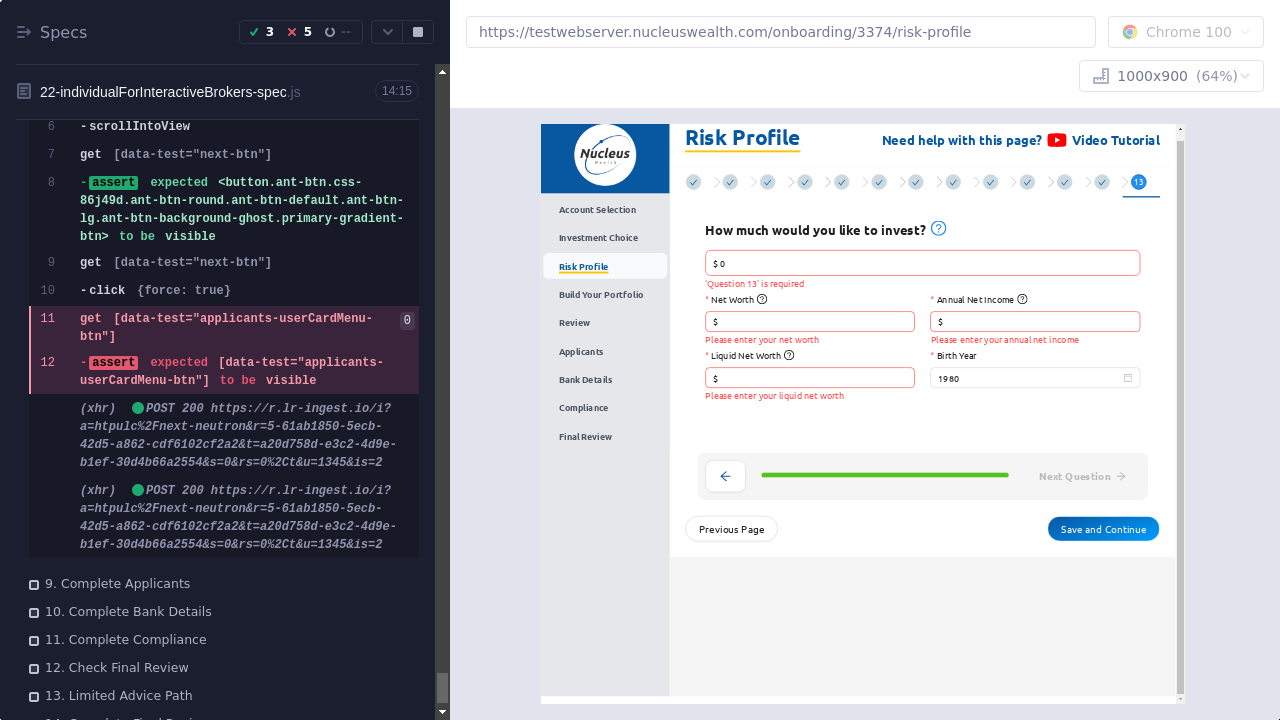 Specs
3
5
--
https://testwebserver.nucleuswealth.com/onboarding/3374/risk-profile
Chrome 100
1000x900 (64%)
22-individualForInteractiveBrokers-spec.js
14:15
6 -scrollIntoView
7 get [data-test="next-btn"]
8 -assert expected <button.ant-btn.css-
86j49d.ant-btn-round.ant-btn-default.ant-btn-
lg.ant-btn-background-ghost.primary-gradient-
btn> to be visible
9 get [data-test="next-btn"]
10 -click {force: true}
11 get [data-test="applicants-userCardMenu-
btn"]
0
12 -assert expected [data-test="applicants-
userCardMenu-btn"] to be visible
(xhr) POST 200 https://r.lr-ingest.io/i?
a=htpulc%2Fnext-neutron&r=5-61ab1850-5ecb-
42d5-a862-cdf6102cf2a2&t=a20d758d-e3c2-4d9e-
b1ef-30d4b66a2554&s=0&rs=0%2Ct&u=1345&is=2
(xhr) POST 200 https://r.lr-ingest.io/i?
a=htpulc%2Fnext-neutron&r=5-61ab1850-5ecb-
42d5-a862-cdf6102cf2a2&t=a20d758d-e3c2-4d9e-
b1ef-30d4b66a2554&s=0&rs=0%2Ct&u=1345&is=2
9. Complete Applicants
10. Complete Bank Details
11. Complete Compliance
12. Check Final Review
13. Limited Advice Path
Nucleus
Wealth
Account Selection
Investment Choice
Risk Profile
Build Your Portfolio
Review
Applicants
Bank Details
Compliance
Final Review
Risk Profile
Need help with this page? Video Tutorial
13
How much would you like to invest?
$ 0
'Question 13' is required
* Net Worth
* Annual Net Income
$
$
Please enter your net worth
Please enter your annual net income
* Liquid Net Worth
* Birth Year
$
1980
Please enter your liquid net worth
Next Question
Previous Page
Save and Continue